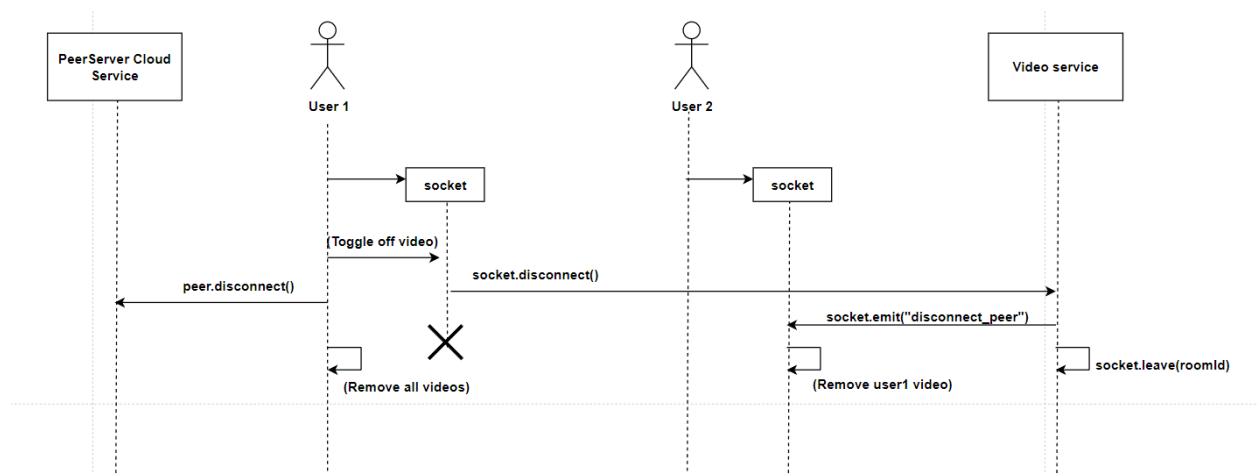 PeerServer Cloud
Service
User 1
User 2
Video service
socket
socket
(Toggle off video)
socket.disconnect()
peer.disconnect()
socket.emit("disconnect_peer")
socket.leave(roomId)
(Remove all videos)
(Remove user1 video)